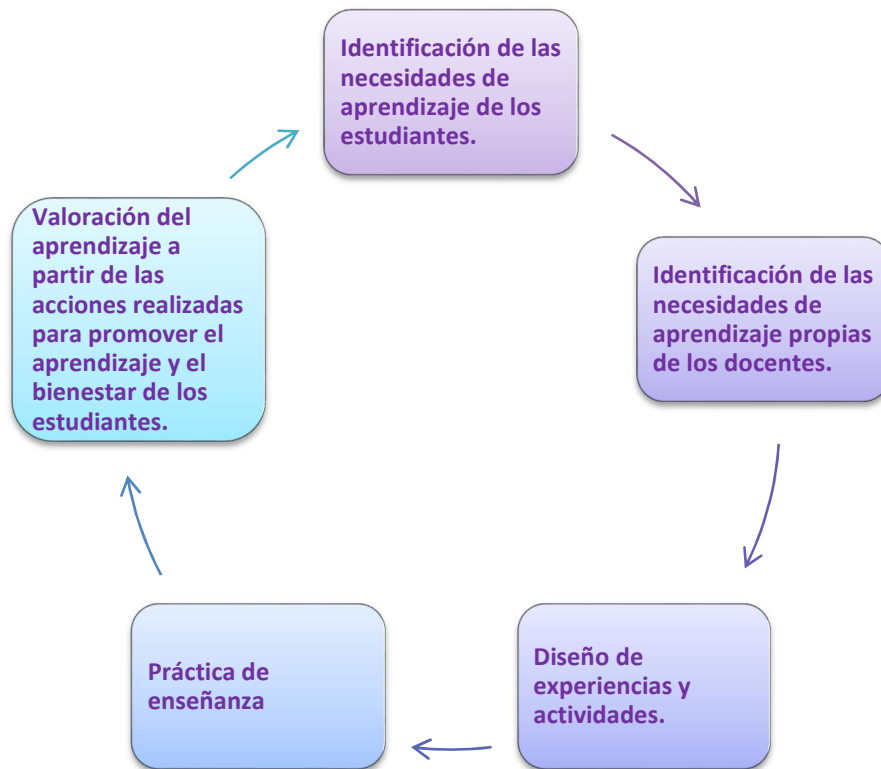 Identificación de las
necesidades de
aprendizaje de los
estudiantes.
Identificación de las
necesidades de
aprendizaje propias
de los docentes.
Diseño de
experiencias y
actividades.
Práctica de
enseñanza
Valoración del
aprendizaje a
partir de las
acciones realizadas
para promover el
aprendizaje y el
bienestar de los
estudiantes.